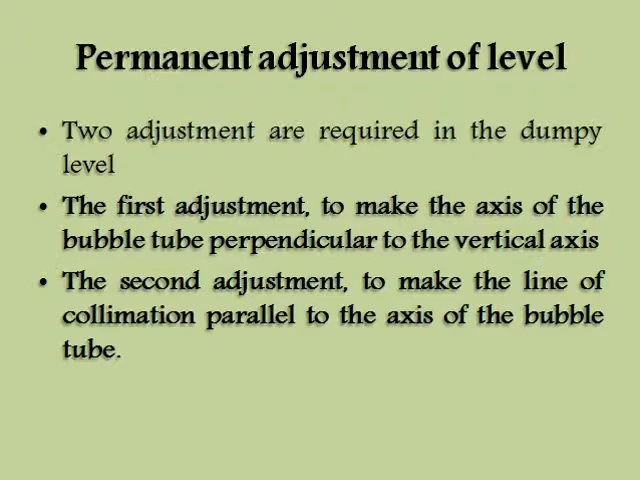 Permanent adjustment of level
• Two adjustment are required in the dumpy
level
• The first adjustment, to make the axis of the
bubble tube perpendicular to the vertical axis
• The second adjustment, to make the line of
collimation parallel to the axis of the bubble
tube.